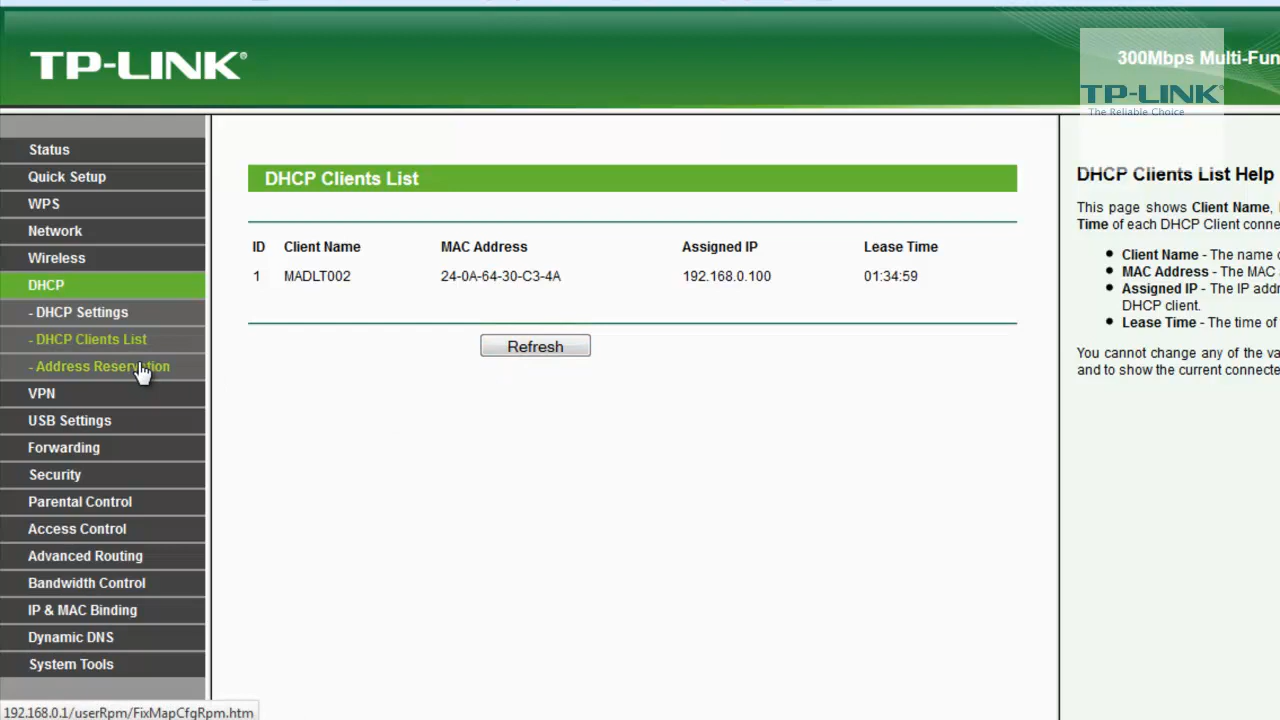 TP-LINK®
300Mbps Multi-Fun
TP-LINK®
The Reliable Choice
Status
Quick Setup
WPS
Network
Wireless
DHCP
- DHCP Settings
- DHCP Clients List
- Address Reservation
VPN
USB Settings
Forwarding
Security
Parental Control
Access Control
Advanced Routing
Bandwidth Control
IP & MAC Binding
Dynamic DNS
System Tools
DHCP Clients List
ID Client Name MAC Address Assigned IP Lease Time
1 MADLT002 24-0A-64-30-C3-4A 192.168.0.100 01:34:59
Refresh
DHCP Clients List Help
This page shows Client Name,
Time of each DHCP Client conne
Client Name - The name
MAC Address - The MAC
Assigned IP - The IP addr
DHCP client.
Lease Time - The time of
You cannot change any of the va
and to show the current connecte
192.168.0.1/userRpm/FixMapCfgRpm.htm